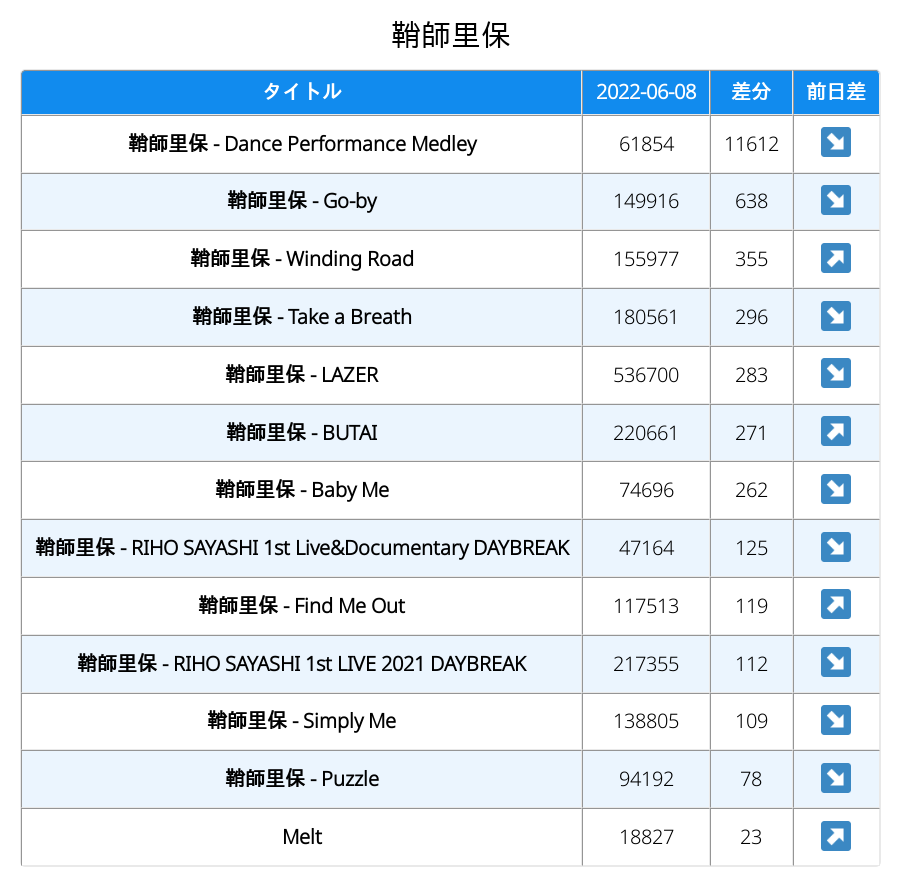 鞘師里保
タイトル 2022-06-08 差分 前日差
鞘師里保 - Dance Performance Medley 61854 11612 ↘
鞘師里保 - Go-by 149916 638 ↘
鞘師里保 - Winding Road 155977 355 ↗
鞘師里保 - Take a Breath 180561 296 ↘
鞘師里保 - LAZER 536700 283 ↘
鞘師里保 - BUTAI 220661 271 ↗
鞘師里保 - Baby Me 74696 262 ↘
鞘師里保 - RIHO SAYASHI 1st Live&Documentary DAYBREAK 47164 125 ↘
鞘師里保 - Find Me Out 117513 119 ↗
鞘師里保 - RIHO SAYASHI 1st LIVE 2021 DAYBREAK 217355 112 ↘
鞘師里保 - Simply Me 138805 109 ↘
鞘師里保 - Puzzle 94192 78 ↘
Melt 18827 23 ↗